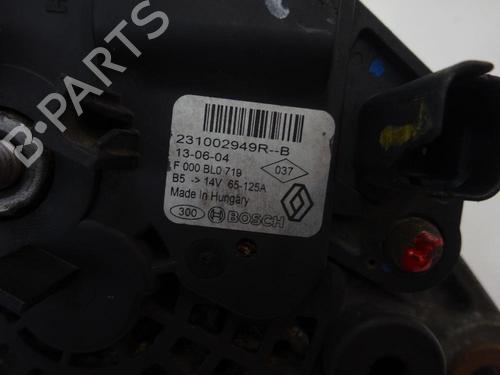 B-PARTS
231002949R--B
13-06-04
F 000 BL0 719
037
B5 -> 14V 65-125A
Made in Hungary
300 BOSCH